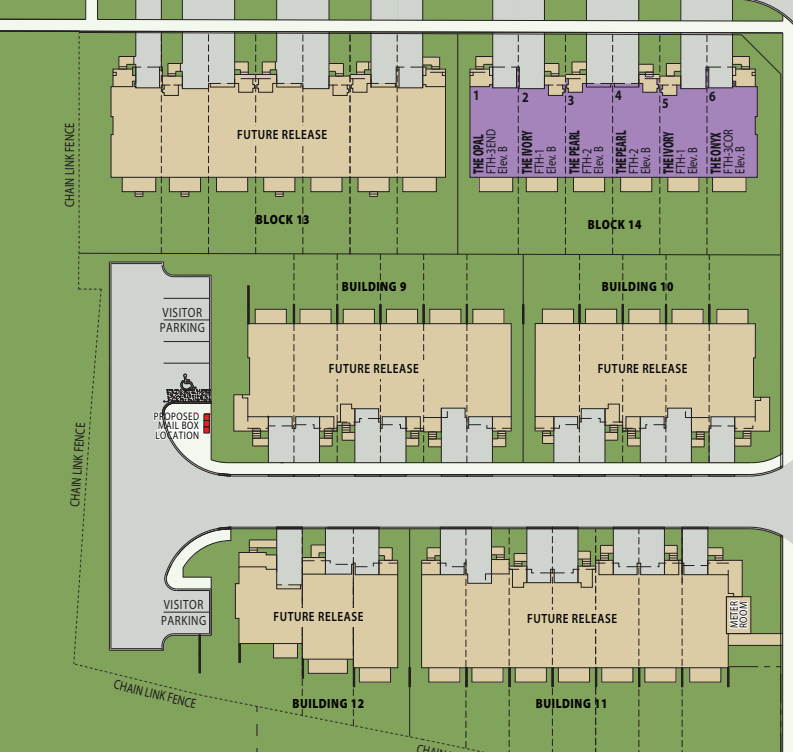 1
THE OPAL
FTH-3END
Elev. B
2
THE IVORY
FTH-1
Elev. B
3
THE PEARL
FTH-2
Elev. B
4
THE PEARL
FTH-2
Elev. B
5
THE IVORY
FTH-1
Elev. B
6
THE ONYX
FTH-3COR
Elev. B
FUTURE RELEASE
CHAIN LINK FENCE
BLOCK 13
BLOCK 14
BUILDING 9
BUILDING 10
VISITOR
PARKING
FUTURE RELEASE
FUTURE RELEASE
PROPOSED
MAIL BOX
LOCATION
CHAIN LINK FENCE
VISITOR
PARKING
FUTURE RELEASE
FUTURE RELEASE
METER
ROOM
CHAIN LINK FENCE
BUILDING 12
BUILDING 11
CHAIN